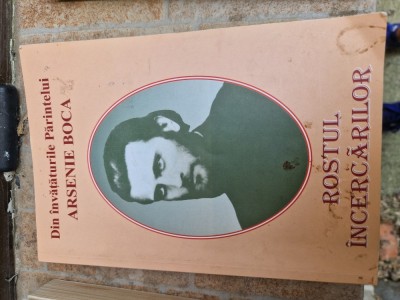 Din învățăturile Părintelui
ARSENIE BOCA
ROSTUL
ÎNCERCĂRILOR